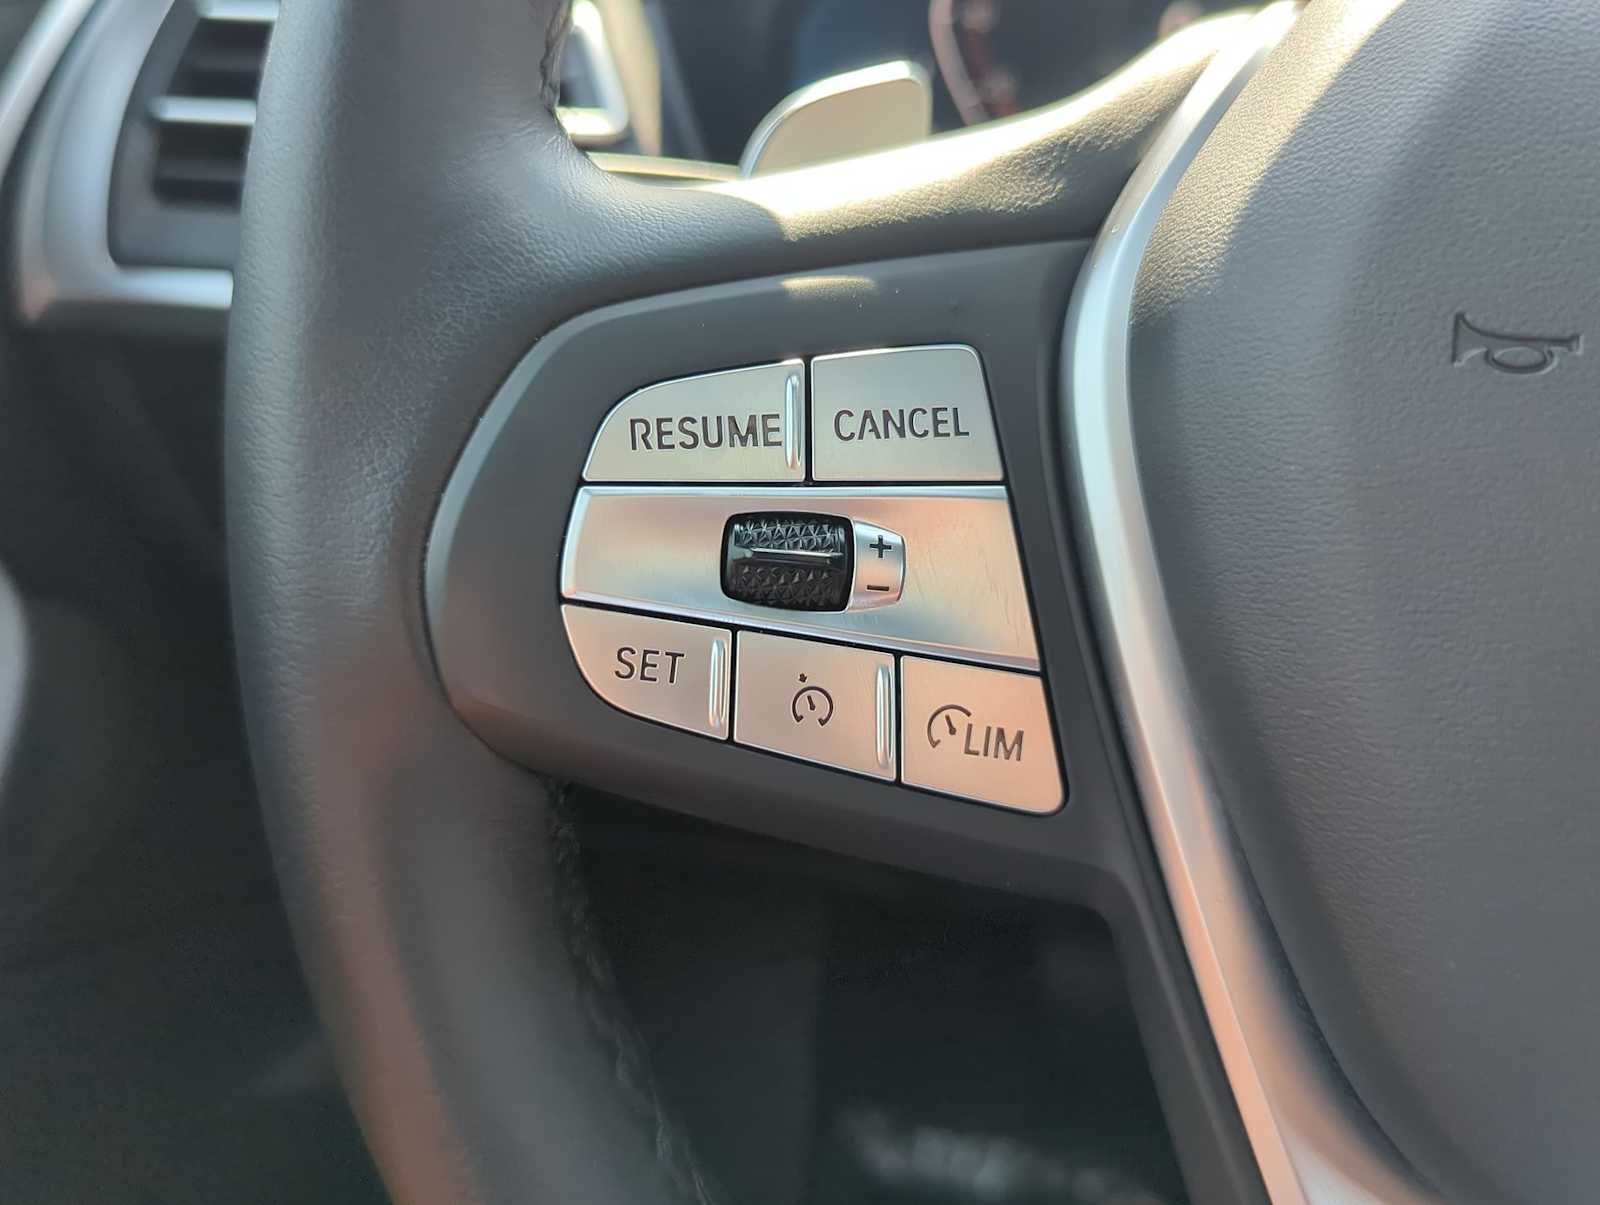 RESUME CANCEL
+
−
SET LIM